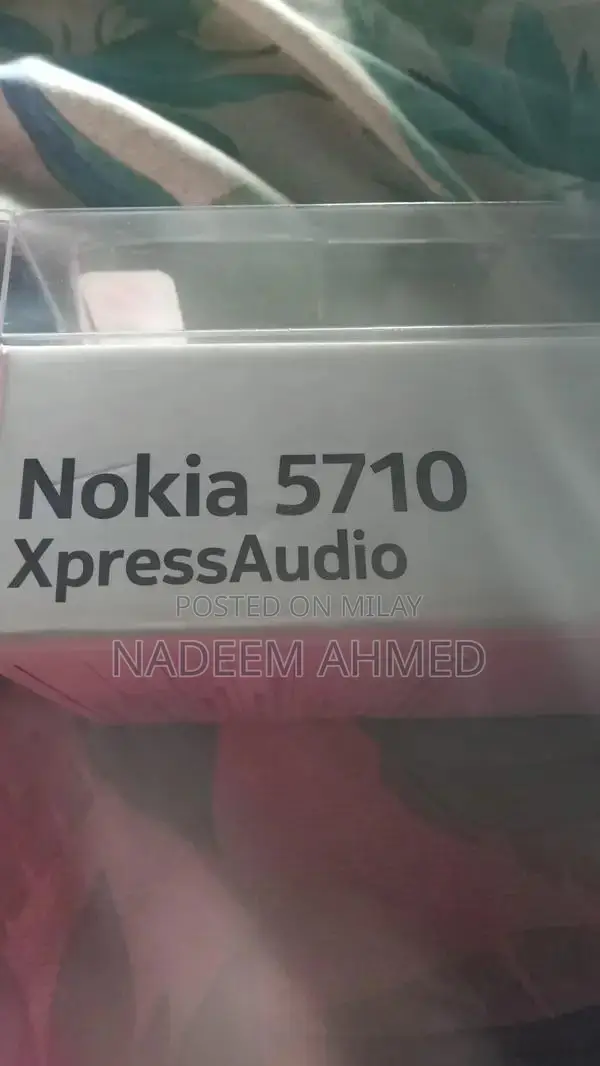 Nokia 5710
XpressAudio
POSTED ON MILAY
NADEEM AHMED